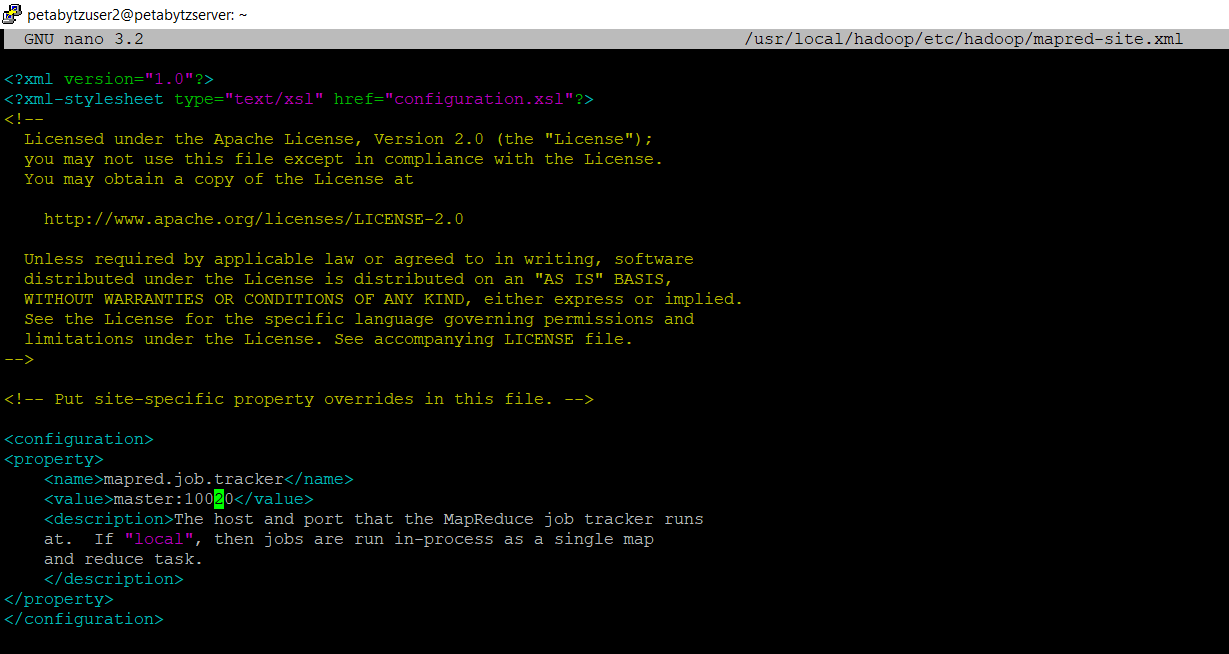 petabytzuser2@petabytzserver: ~
GNU nano 3.2 /usr/local/hadoop/etc/hadoop/mapred-site.xml
<?xml version="1.0"?>
<?xml-stylesheet type="text/xsl" href="configuration.xsl"?>
<!--
  Licensed under the Apache License, Version 2.0 (the "License");
  you may not use this file except in compliance with the License.
  You may obtain a copy of the License at
    http://www.apache.org/licenses/LICENSE-2.0
  Unless required by applicable law or agreed to in writing, software
  distributed under the License is distributed on an "AS IS" BASIS,
  WITHOUT WARRANTIES OR CONDITIONS OF ANY KIND, either express or implied.
  See the License for the specific language governing permissions and
  limitations under the License. See accompanying LICENSE file.
-->
<!-- Put site-specific property overrides in this file. -->
<configuration>
<property>
    <name>mapred.job.tracker</name>
    <value>master:10020</value>
    <description>The host and port that the MapReduce job tracker runs
    at.  If "local", then jobs are run in-process as a single map
    and reduce task.
    </description>
</property>
</configuration>